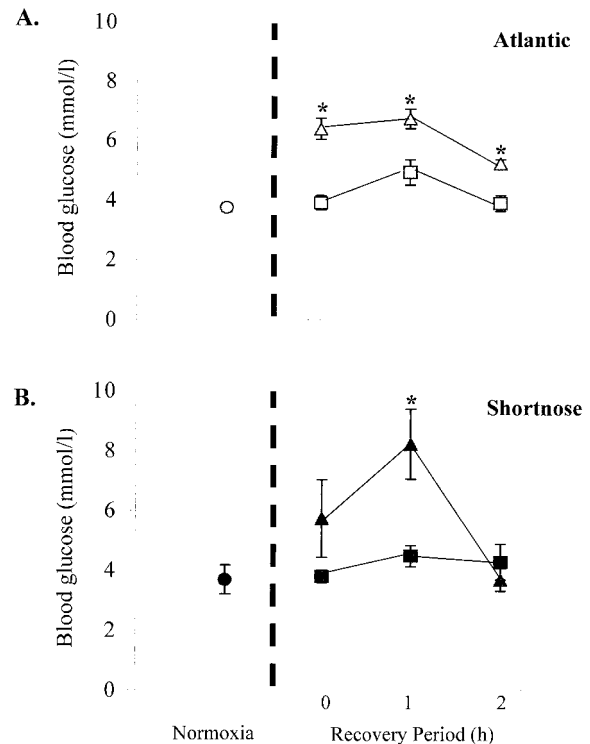 A.
Atlantic
Blood glucose (mmol/l)
10
8
6
4
2
0
*
*
*
B.
Shortnose
Blood glucose (mmol/l)
10
8
6
4
2
0
*
0
1
2
Normoxia
Recovery Period (h)